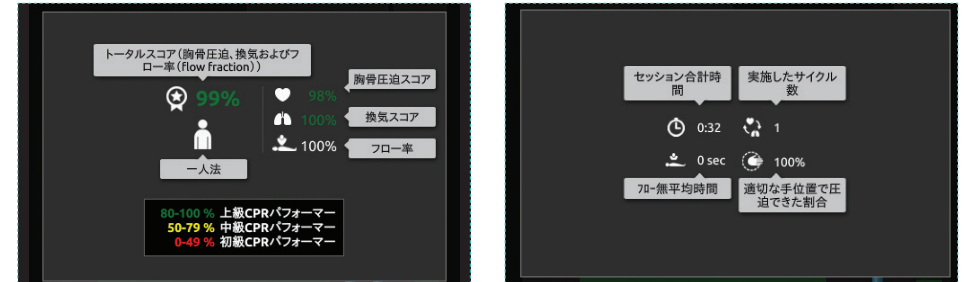 トータルスコア(胸骨圧迫、換気およびフ
ロー率(flow fraction))
99%
胸骨圧迫スコア
98%
100%
換気スコア
100%
フロー率
一人法
80-100 % 上級CPRパフォーマー
50-79 % 中級CPRパフォーマー
0-49 % 初級CPRパフォーマー
セッション合計時
間
実施したサイクル
数
0:32
1
0 sec
100%
フロー無平均時間
適切な手位置で圧
迫できた割合